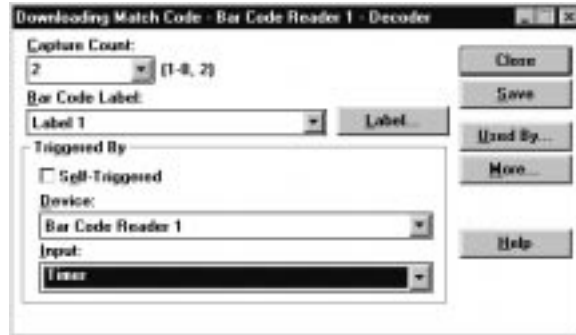 Downloading Match Code - Bar Code Reader 1 - Decoder
Capture Count:
2 (1-8, 2)
Close
Save
Bar Code Label:
Label 1 Label...
Used By...
Triggered By
More...
Self-Triggered
Device:
Bar Code Reader 1
Input:
Help
Timer